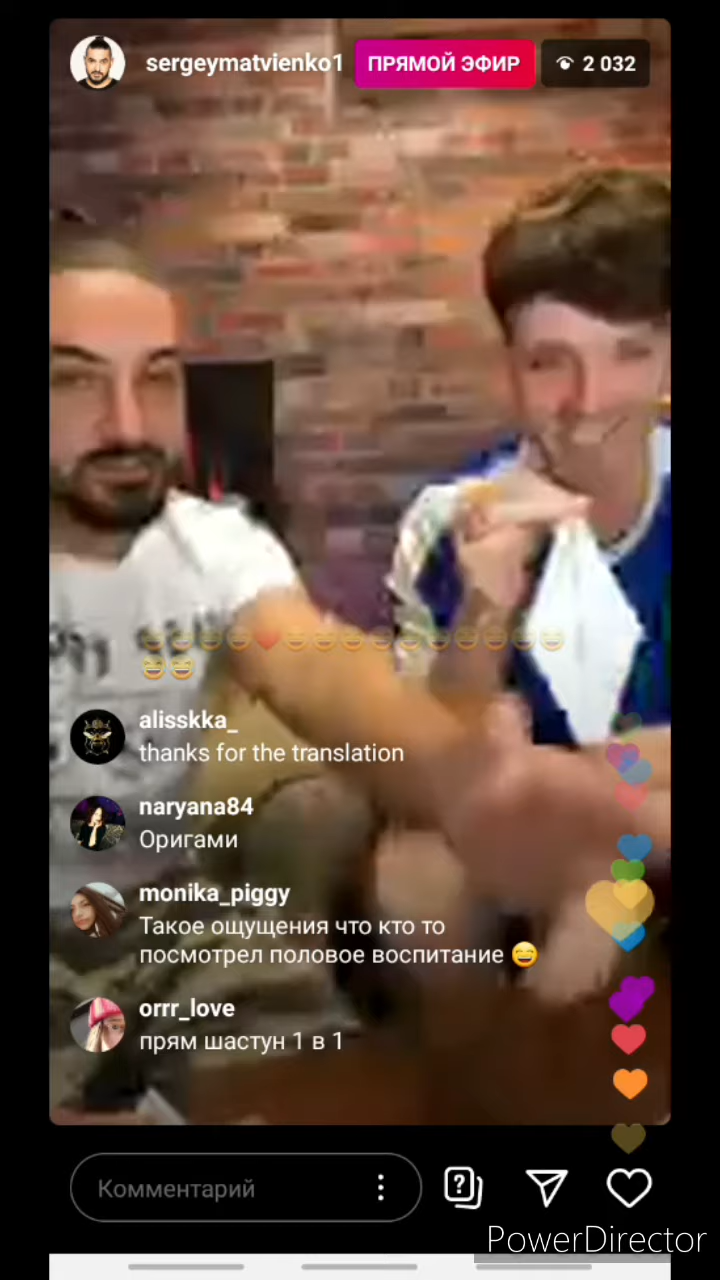 sergeymatvienko1 ПРЯМОЙ ЭФИР 2 032
alisskka_
thanks for the translation
naryana84
Оригами
monika_piggy
Такое ощущения что кто то
посмотрел половое воспитание 😄
orrr_love
прям шастун 1 в 1
Комментарий
PowerDirector